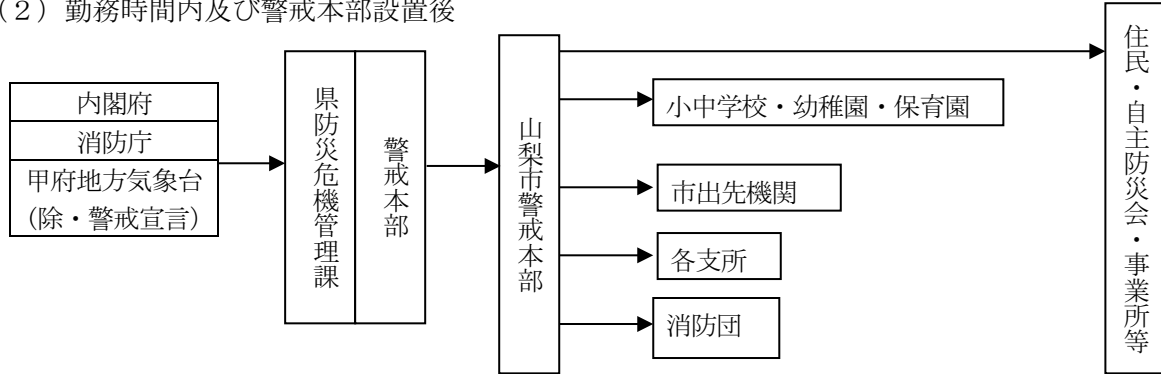 （２）勤務時間内及び警戒本部設置後
内閣府
消防庁
甲府地方気象台
(除・警戒宣言)
県防災危機管理課
警戒本部
山梨市警戒本部
小中学校・幼稚園・保育園
市出先機関
各支所
消防団
住民・自主防災会・事業所等